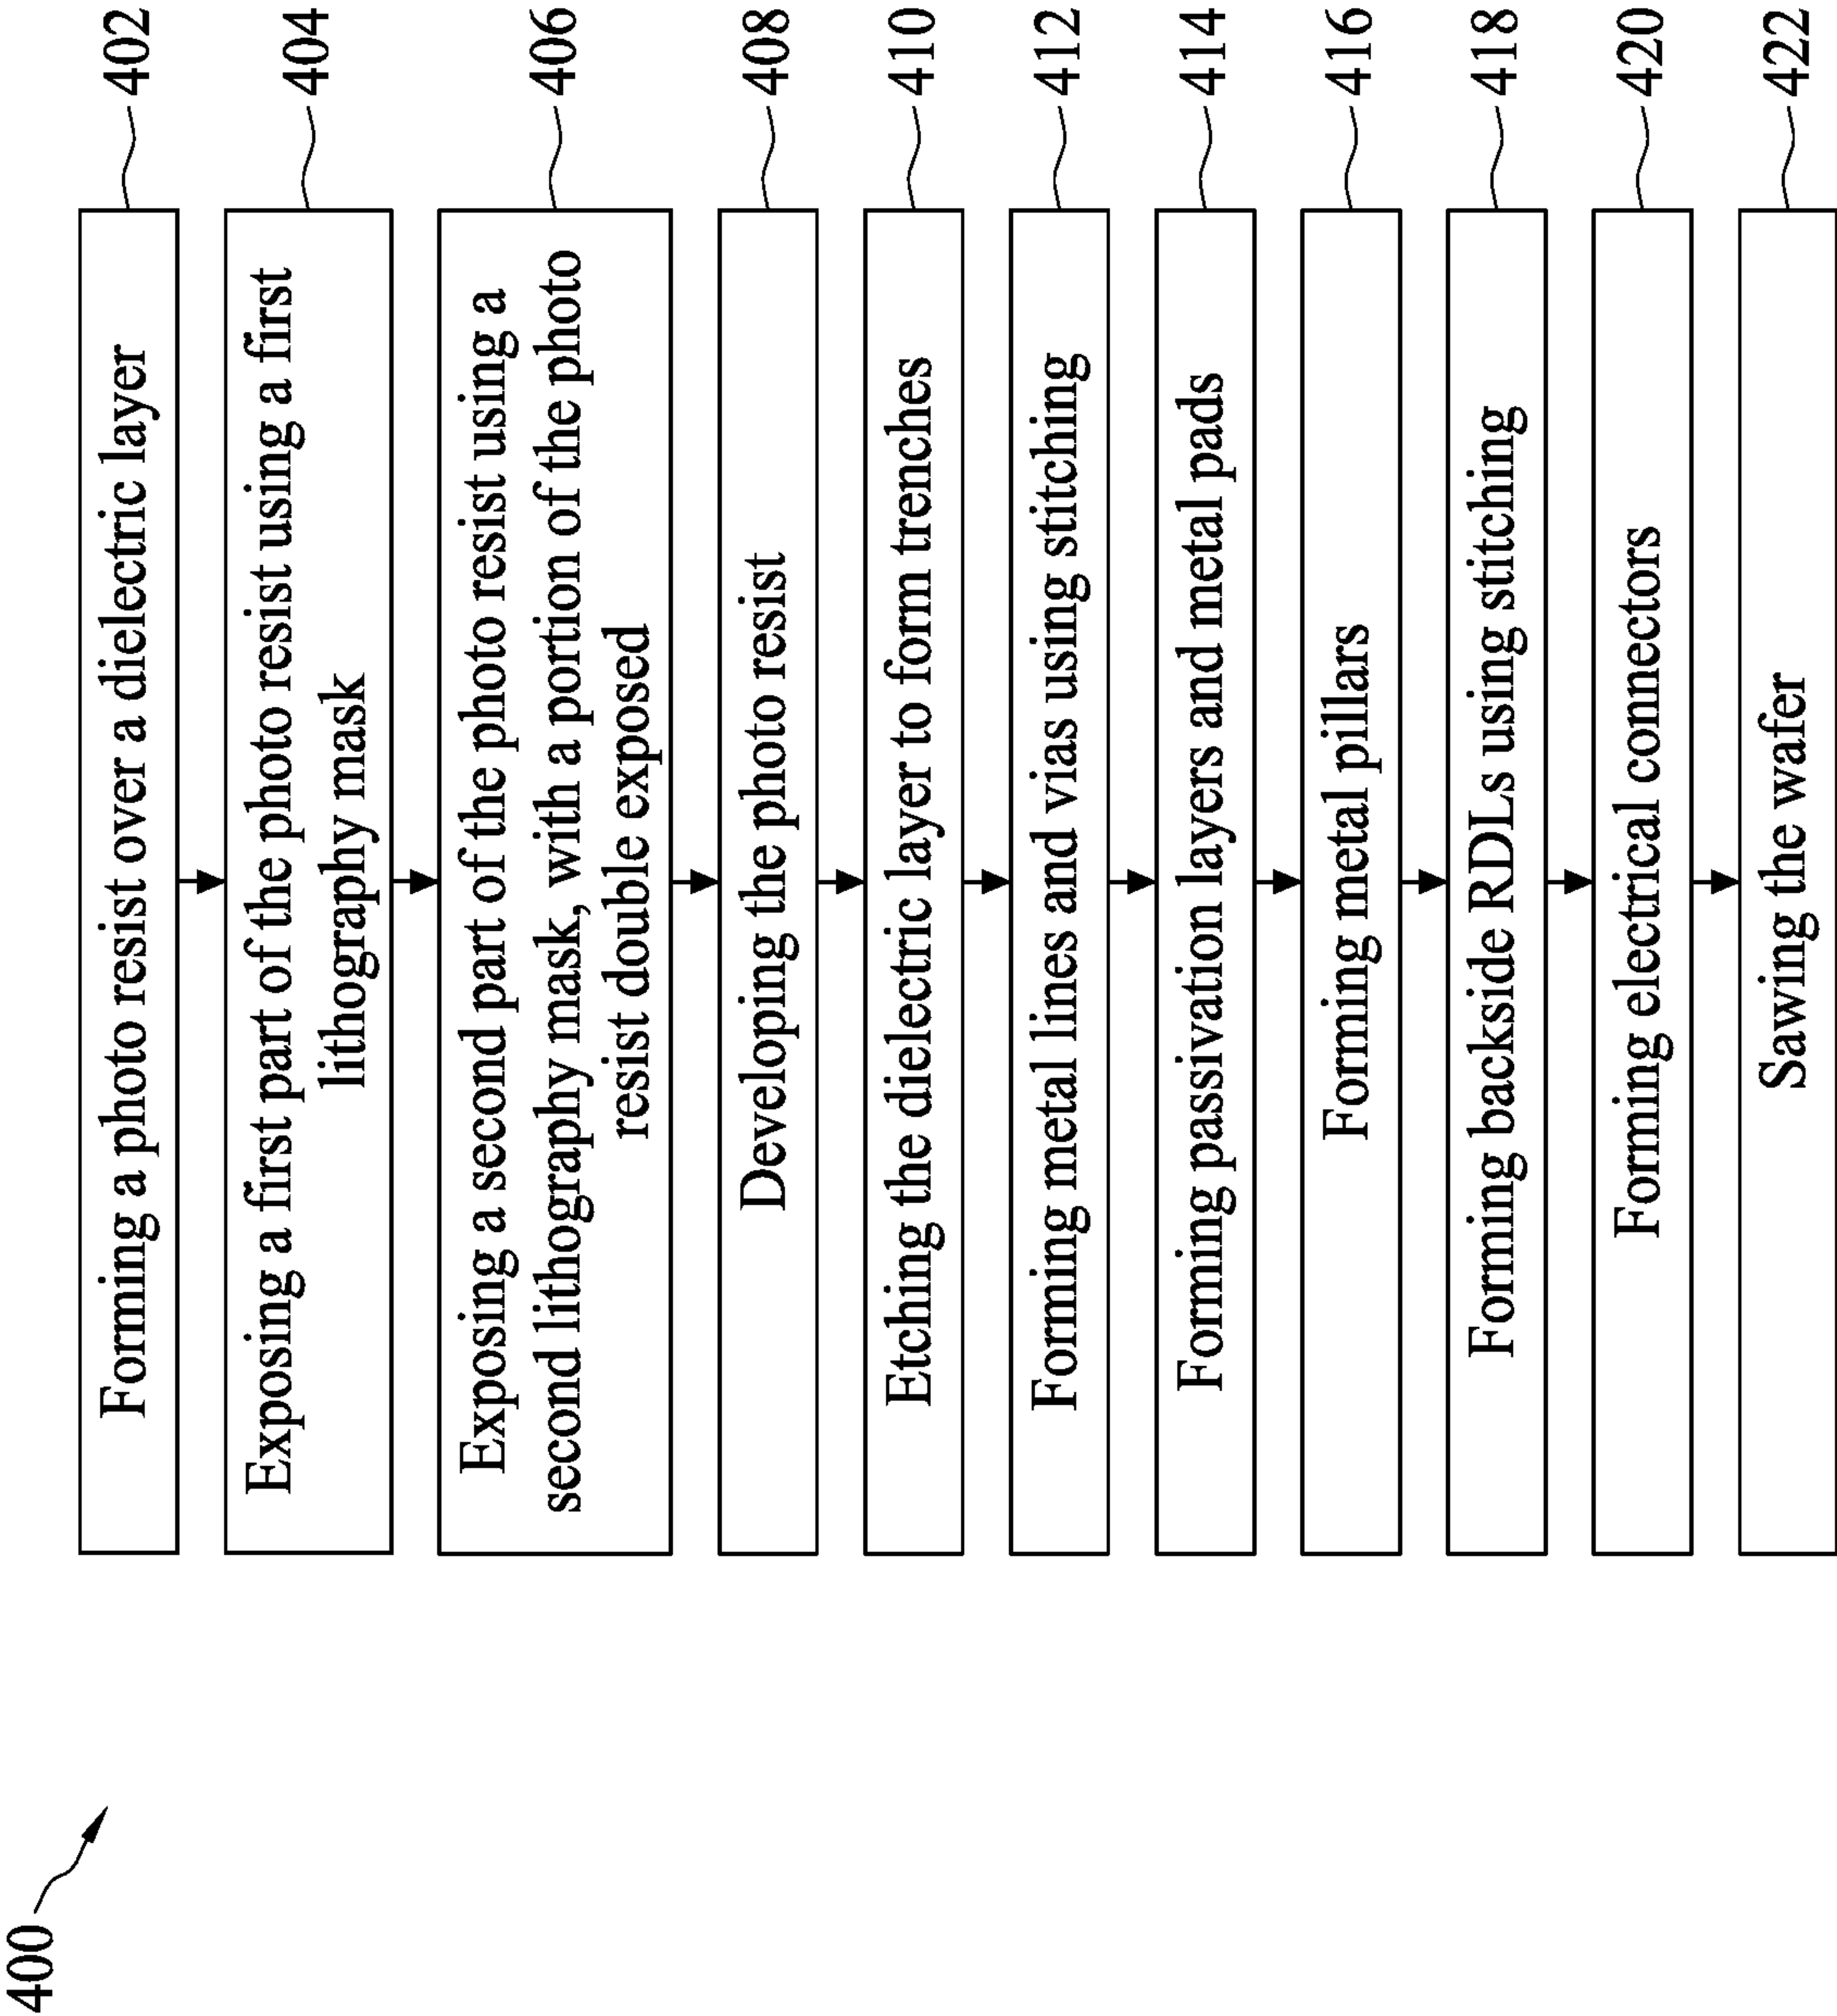 400
Forming a photo resist over a dielectric layer
402
Exposing a first part of the photo resist using a first
lithography mask
404
Exposing a second part of the photo resist using a
second lithography mask, with a portion of the photo
resist double exposed
406
Developing the photo resist
408
Etching the dielectric layer to form trenches
410
Forming metal lines and vias using stitching
412
Forming passivation layers and metal pads
414
Forming metal pillars
416
Forming backside RDLs using stitching
418
Forming electrical connectors
420
Sawing the wafer
422